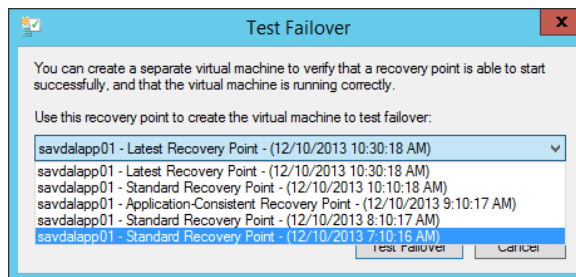 Test Failover
x
You can create a separate virtual machine to verify that a recovery point is able to start
successfully, and that the virtual machine is running correctly.
Use this recovery point to create the virtual machine to test failover:
savdalapp01 - Latest Recovery Point - (12/10/2013 10:30:18 AM)
savdalapp01 - Latest Recovery Point - (12/10/2013 10:30:18 AM)
savdalapp01 - Standard Recovery Point - (12/10/2013 10:10:18 AM)
savdalapp01 - Application-Consistent Recovery Point - (12/10/2013 9:10:17 AM)
savdalapp01 - Standard Recovery Point - (12/10/2013 8:10:17 AM)
savdalapp01 - Standard Recovery Point - (12/10/2013 7:10:16 AM)
Test Failover Cancel